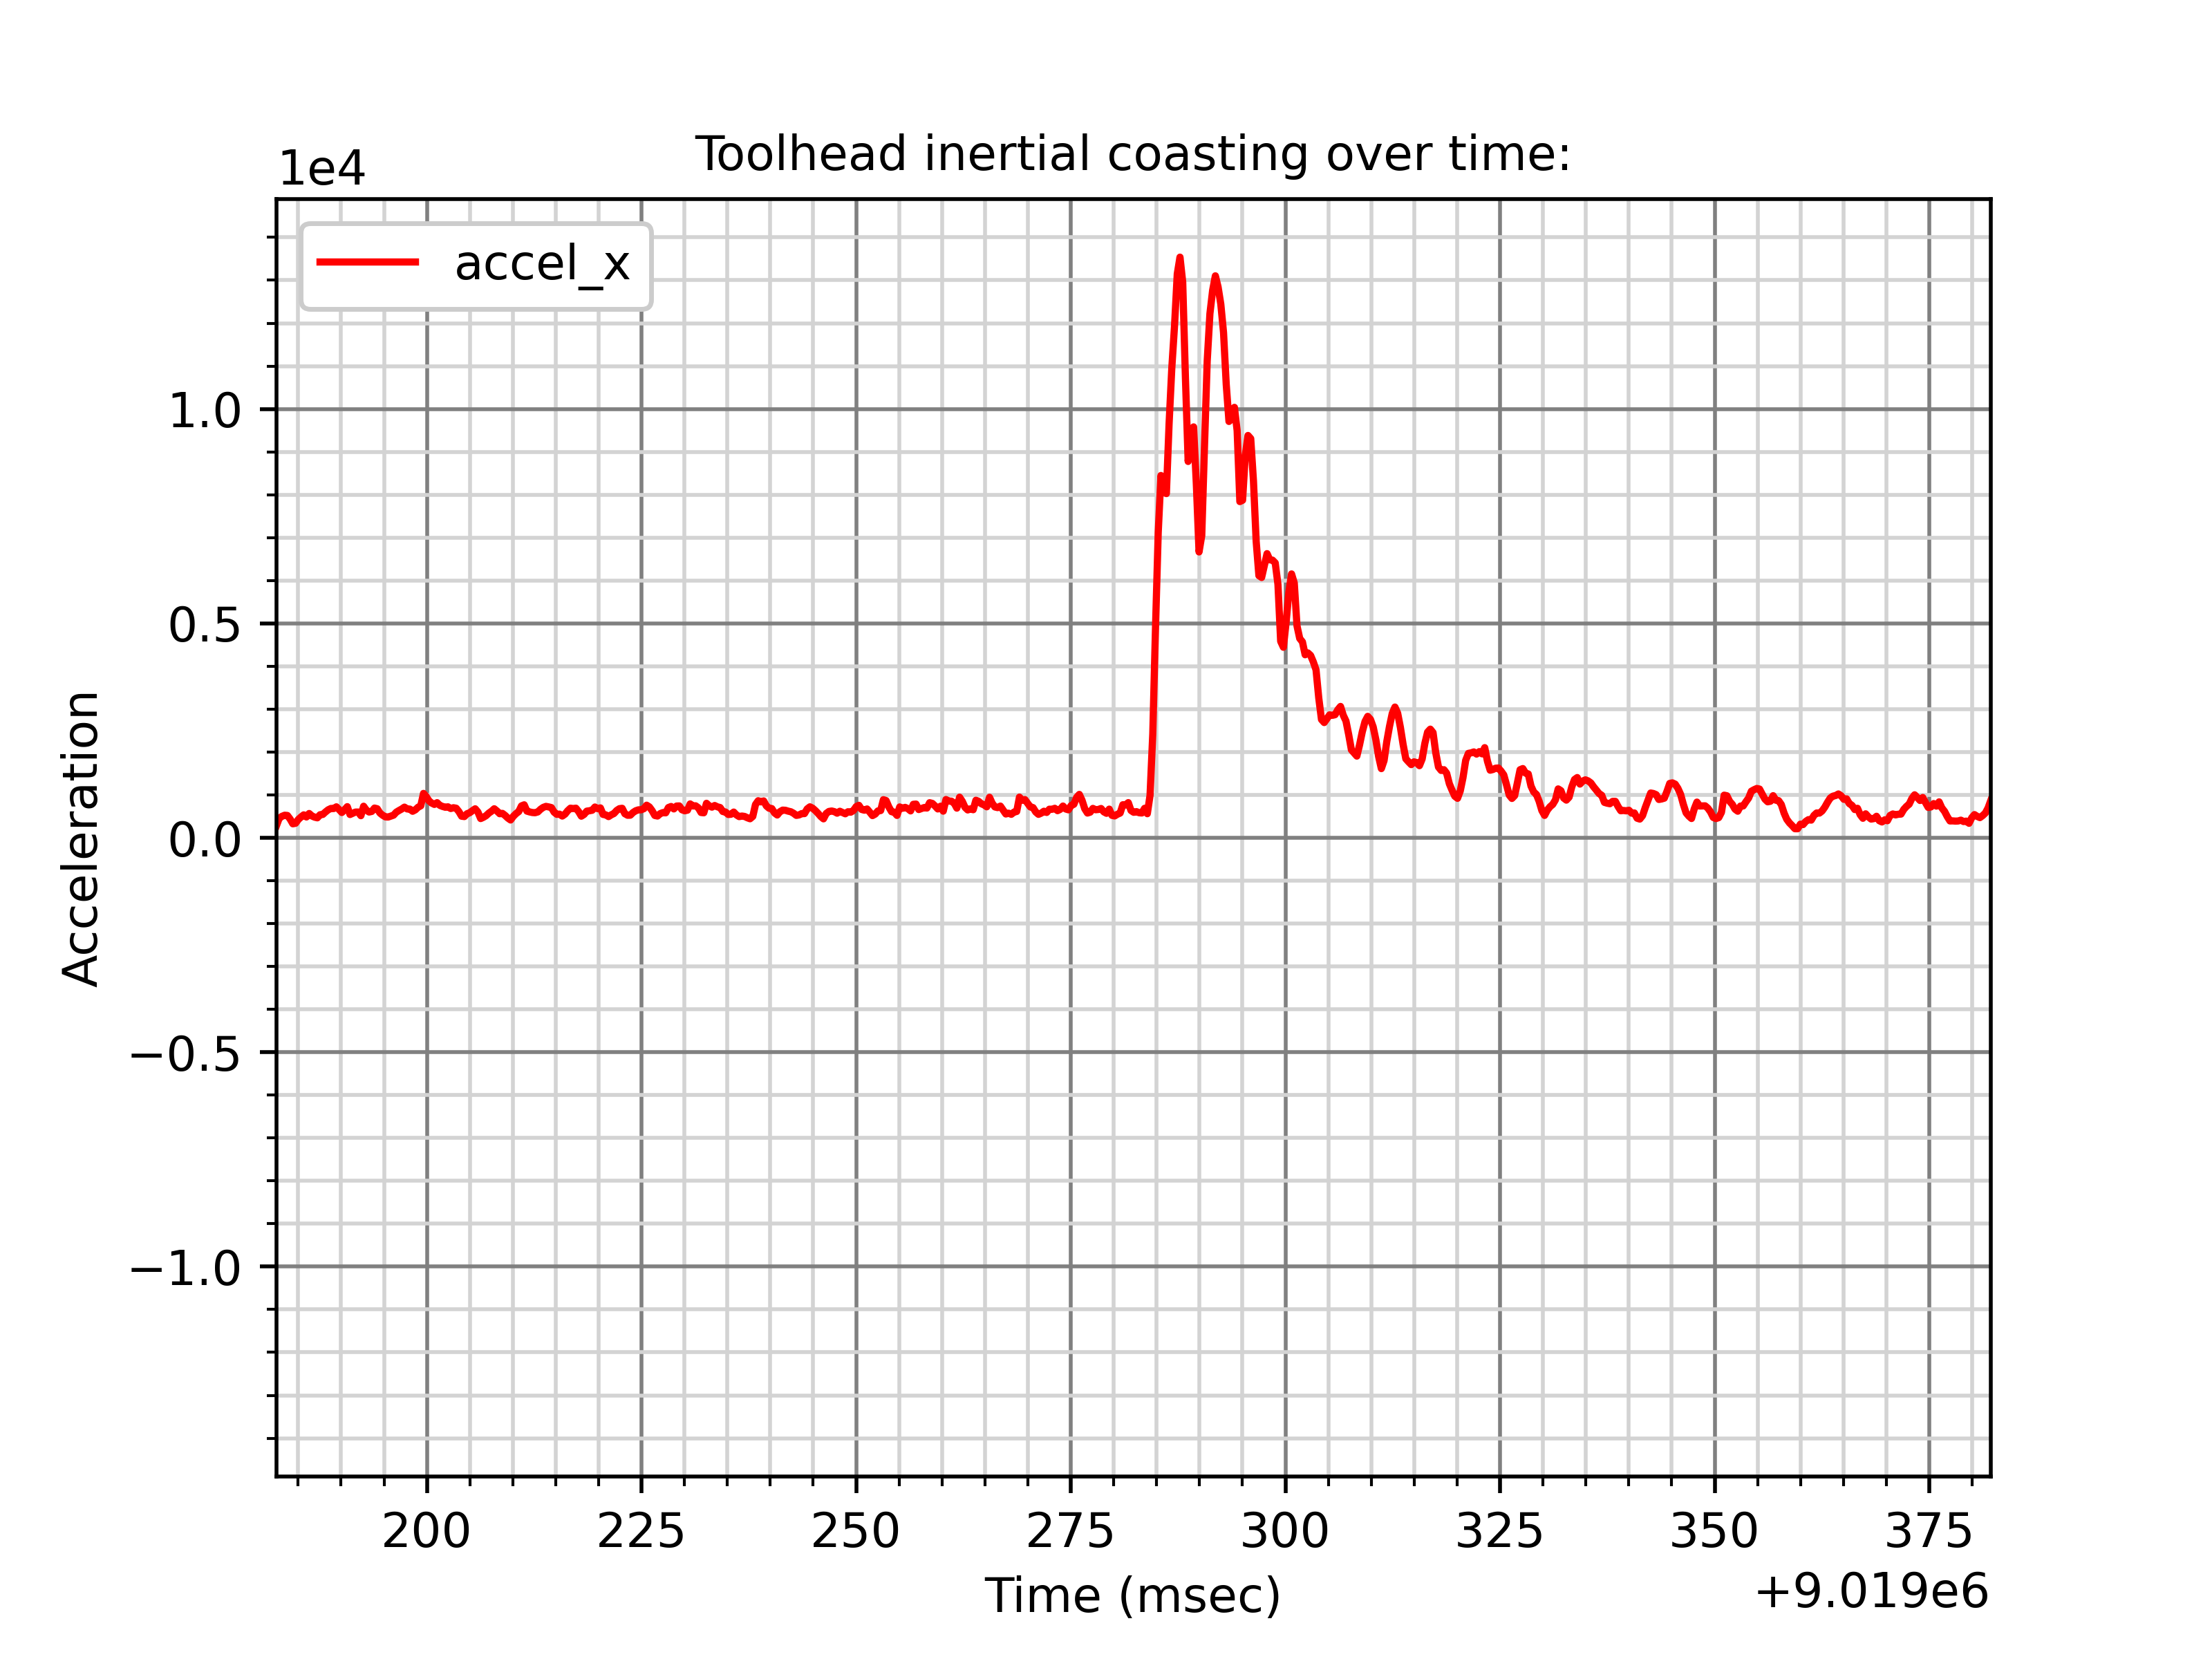 Toolhead inertial coasting over time:
1e4
accel_x
1.0
0.5
0.0
−0.5
−1.0
Acceleration
200 225 250 275 300 325 350 375
Time (msec)
+9.019e6